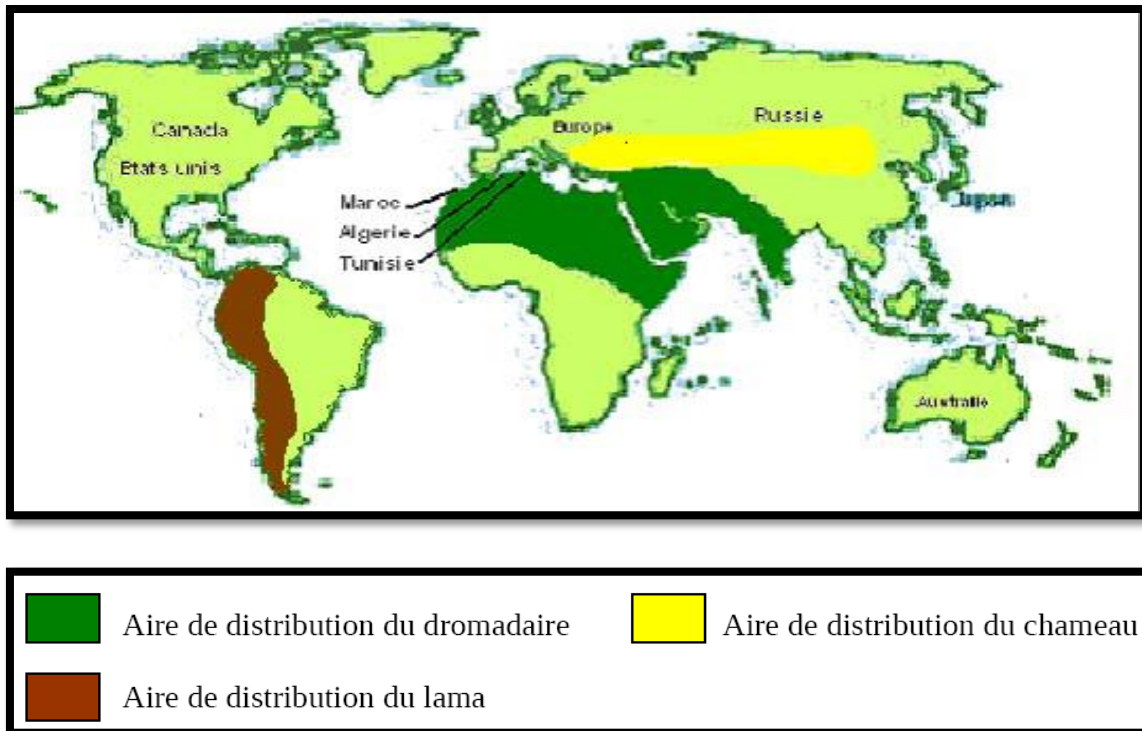 Canada
Etats unis
Europe
Russie
Japon
Maroc
Algerie
Tunisie
Australie
Aire de distribution du dromadaire
Aire de distribution du chameau
Aire de distribution du lama